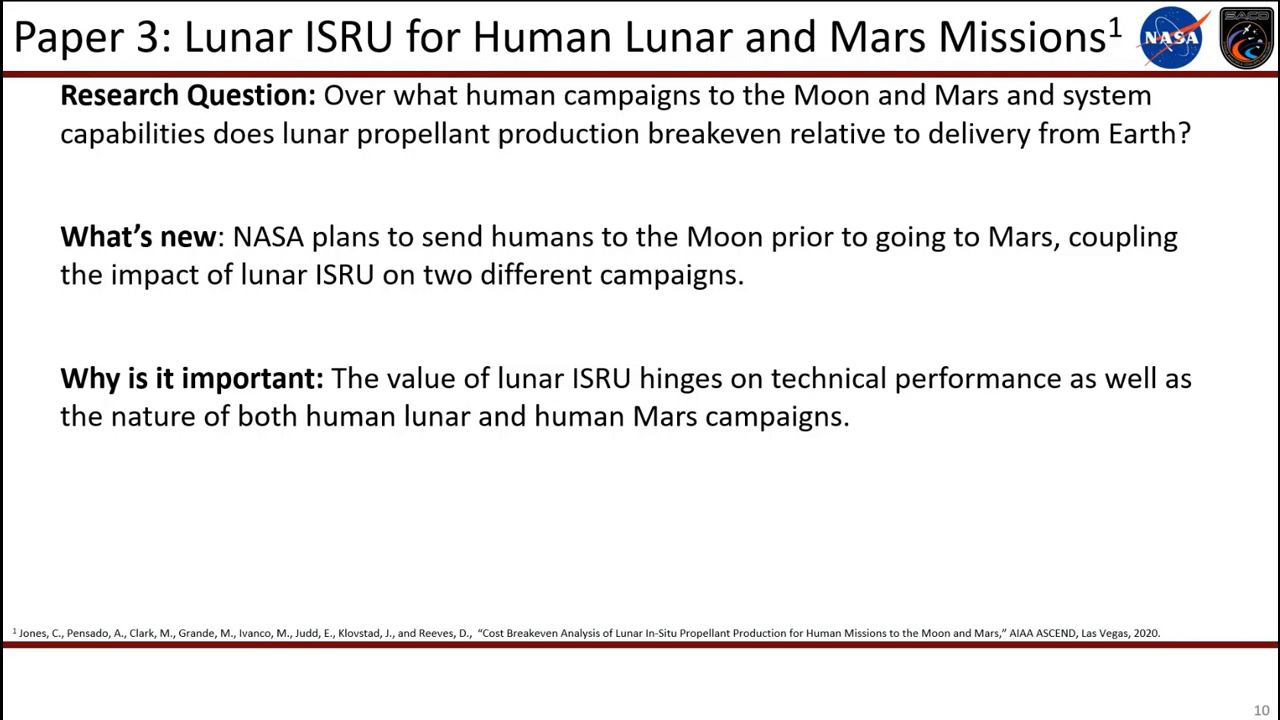 Paper 3: Lunar ISRU for Human Lunar and Mars Missions¹
NASA
SACD
Research Question: Over what human campaigns to the Moon and Mars and system
capabilities does lunar propellant production breakeven relative to delivery from Earth?
What’s new: NASA plans to send humans to the Moon prior to going to Mars, coupling
the impact of lunar ISRU on two different campaigns.
Why is it important: The value of lunar ISRU hinges on technical performance as well as
the nature of both human lunar and human Mars campaigns.
¹ Jones, C., Pensado, A., Clark, M., Grande, M., Ivanco, M., Judd, E., Klovstad, J., and Reeves, D., “Cost Breakeven Analysis of Lunar In-Situ Propellant Production for Human Missions to the Moon and Mars,” AIAA ASCEND, Las Vegas, 2020.
10